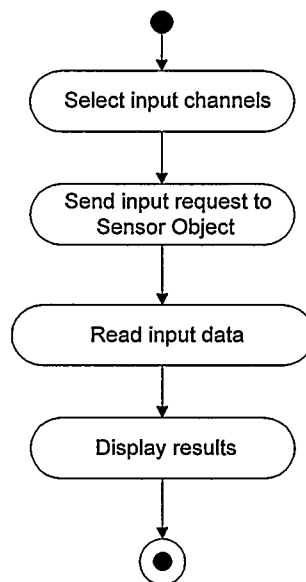 Select input channels
Send input request to
Sensor Object
Read input data
Display results